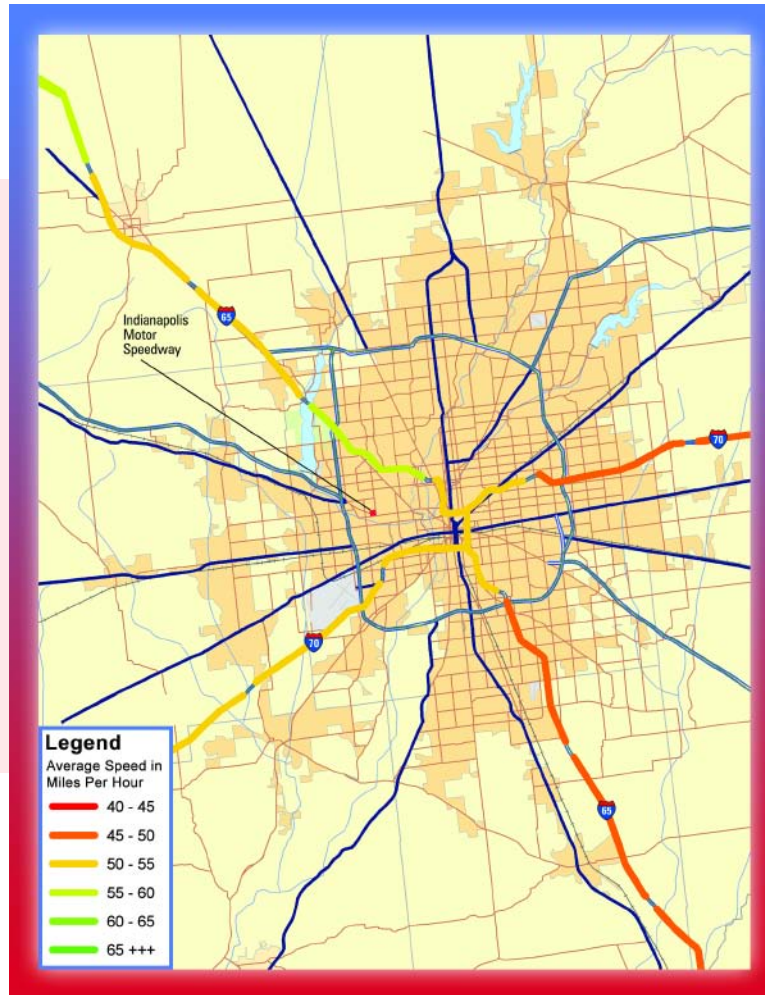 65
Indianapolis
Motor
Speedway
70
70
65
Legend
Average Speed in
Miles Per Hour
40 - 45
45 - 50
50 - 55
55 - 60
60 - 65
65 +++